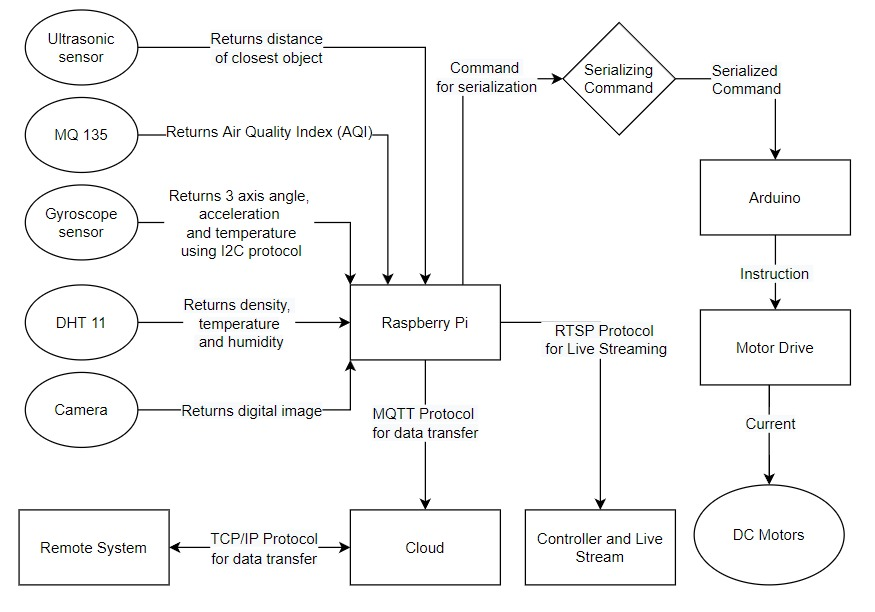 Ultrasonic
sensor
Returns distance
of closest object
Command
for serialization
Serializing
Command
Serialized
Command
MQ 135
Returns Air Quality Index (AQI)
Gyroscope
sensor
Returns 3 axis angle,
acceleration
and temperature
using I2C protocol
Arduino
Instruction
DHT 11
Returns density,
temperature
and humidity
Raspberry Pi
RTSP Protocol
for Live Streaming
Motor Drive
Camera
Returns digital image
MQTT Protocol
for data transfer
Current
Remote System
TCP/IP Protocol
for data transfer
Cloud
Controller and Live
Stream
DC Motors